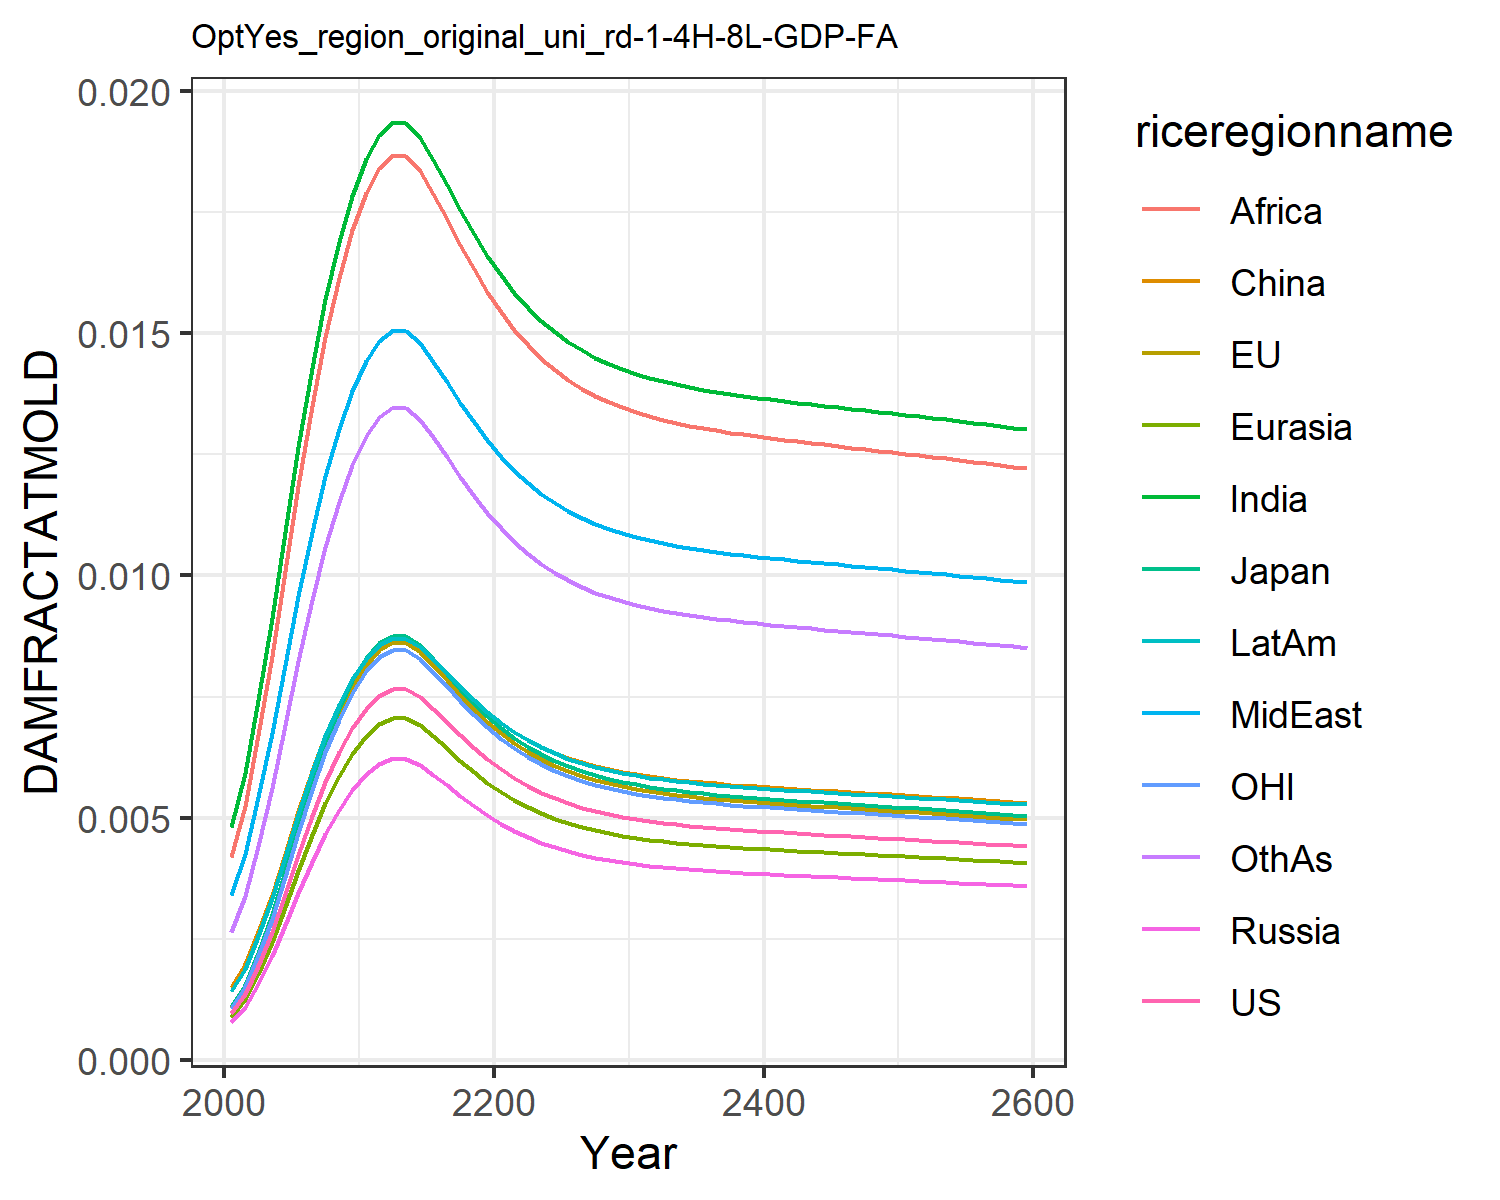 OptYes_region_original_uni_rd-1-4H-8L-GDP-FA
DAMFRACTATMOLD
0.020
0.015
0.010
0.005
0.000
2000 2200 2400 2600
Year
riceregionname
Africa
China
EU
Eurasia
India
Japan
LatAm
MidEast
OHI
OthAs
Russia
US